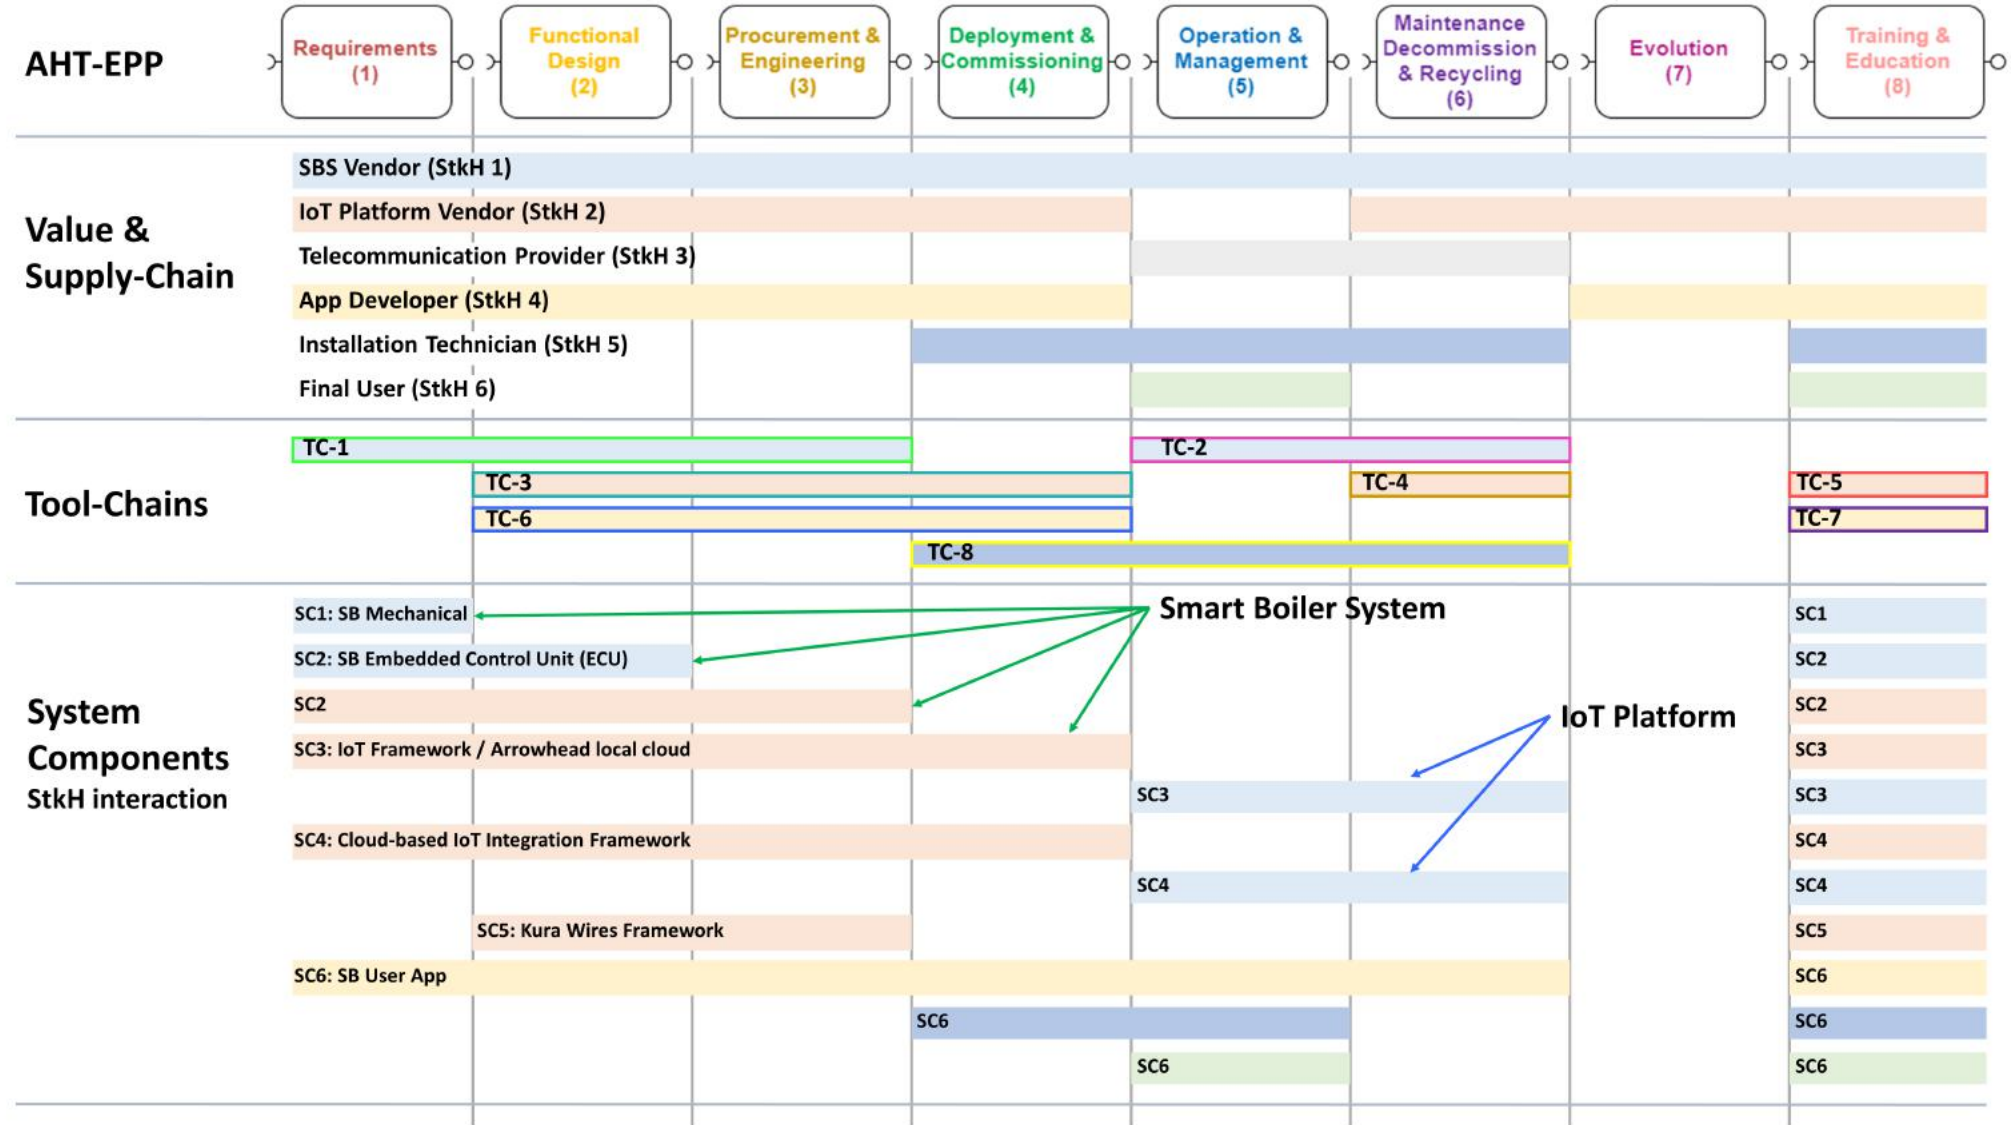 AHT-EPP
Requirements
(1)
Functional
Design
(2)
Procurement &
Engineering
(3)
Deployment &
Commissioning
(4)
Operation &
Management
(5)
Maintenance
Decommission
& Recycling
(6)
Evolution
(7)
Training &
Education
(8)
Value &
Supply-Chain
SBS Vendor (StkH 1)
IoT Platform Vendor (StkH 2)
Telecommunication Provider (StkH 3)
App Developer (StkH 4)
Installation Technician (StkH 5)
Final User (StkH 6)
Tool-Chains
TC-1
TC-2
TC-3
TC-4
TC-5
TC-6
TC-7
TC-8
System
Components
StkH interaction
SC1: SB Mechanical
Smart Boiler System
SC1
SC2: SB Embedded Control Unit (ECU)
SC2
SC2
SC2
IoT Platform
SC3: IoT Framework / Arrowhead local cloud
SC3
SC3
SC3
SC4: Cloud-based IoT Integration Framework
SC4
SC4
SC4
SC5: Kura Wires Framework
SC5
SC6: SB User App
SC6
SC6
SC6
SC6
SC6